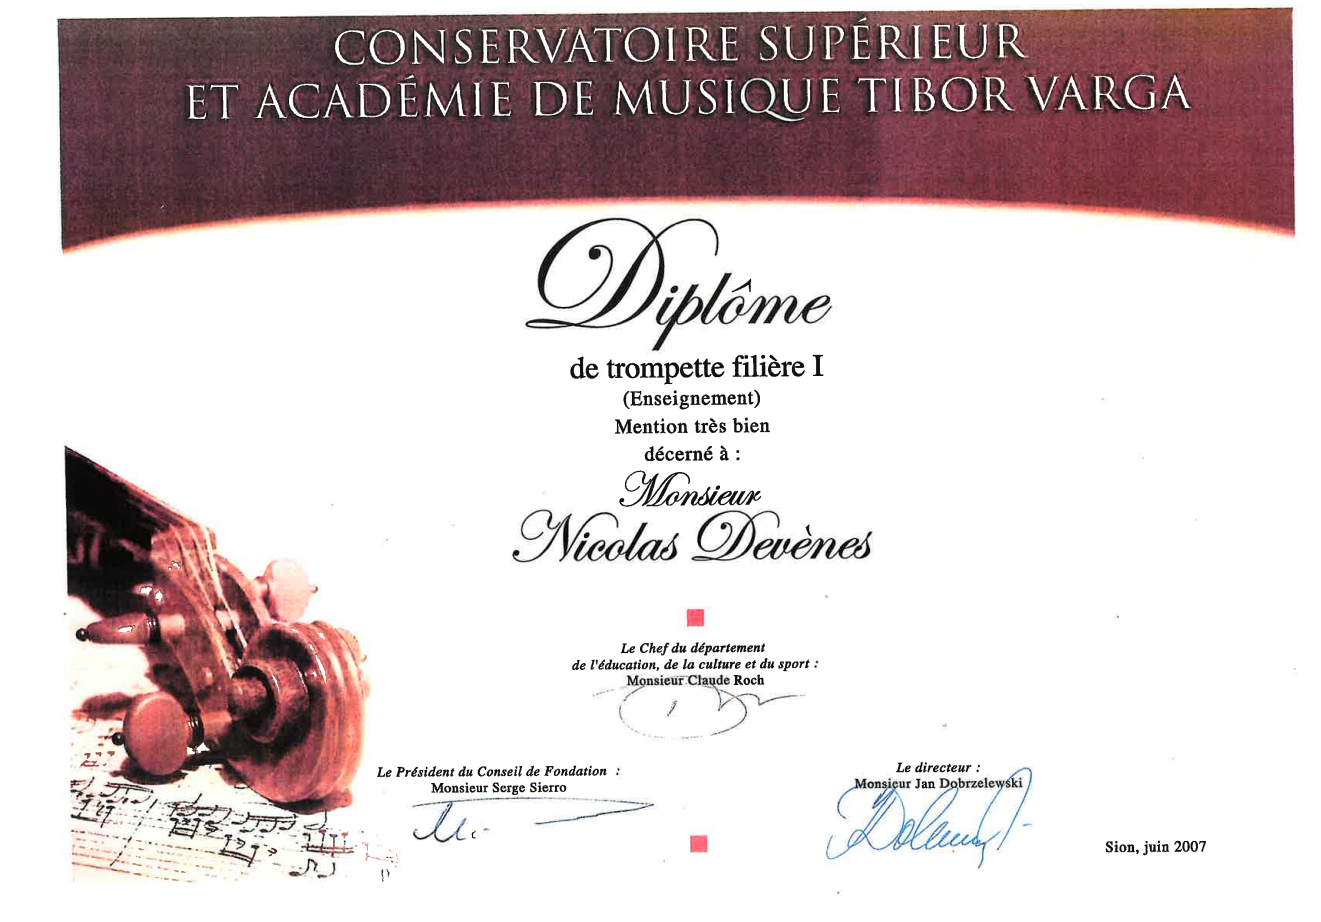 CONSERVATOIRE SUPÉRIEUR
ET ACADÉMIE DE MUSIQUE TIBOR VARGA
Diplôme
de trompette filière I
(Enseignement)
Mention très bien
décerné à :
Monsieur
Nicolas Devènes
Le Chef du département
de l'éducation, de la culture et du sport :
Monsieur Claude Roch
Le Président du Conseil de Fondation :
Monsieur Serge Sierro
Le directeur :
Monsieur Jan Dobrzelewski
Sion, juin 2007